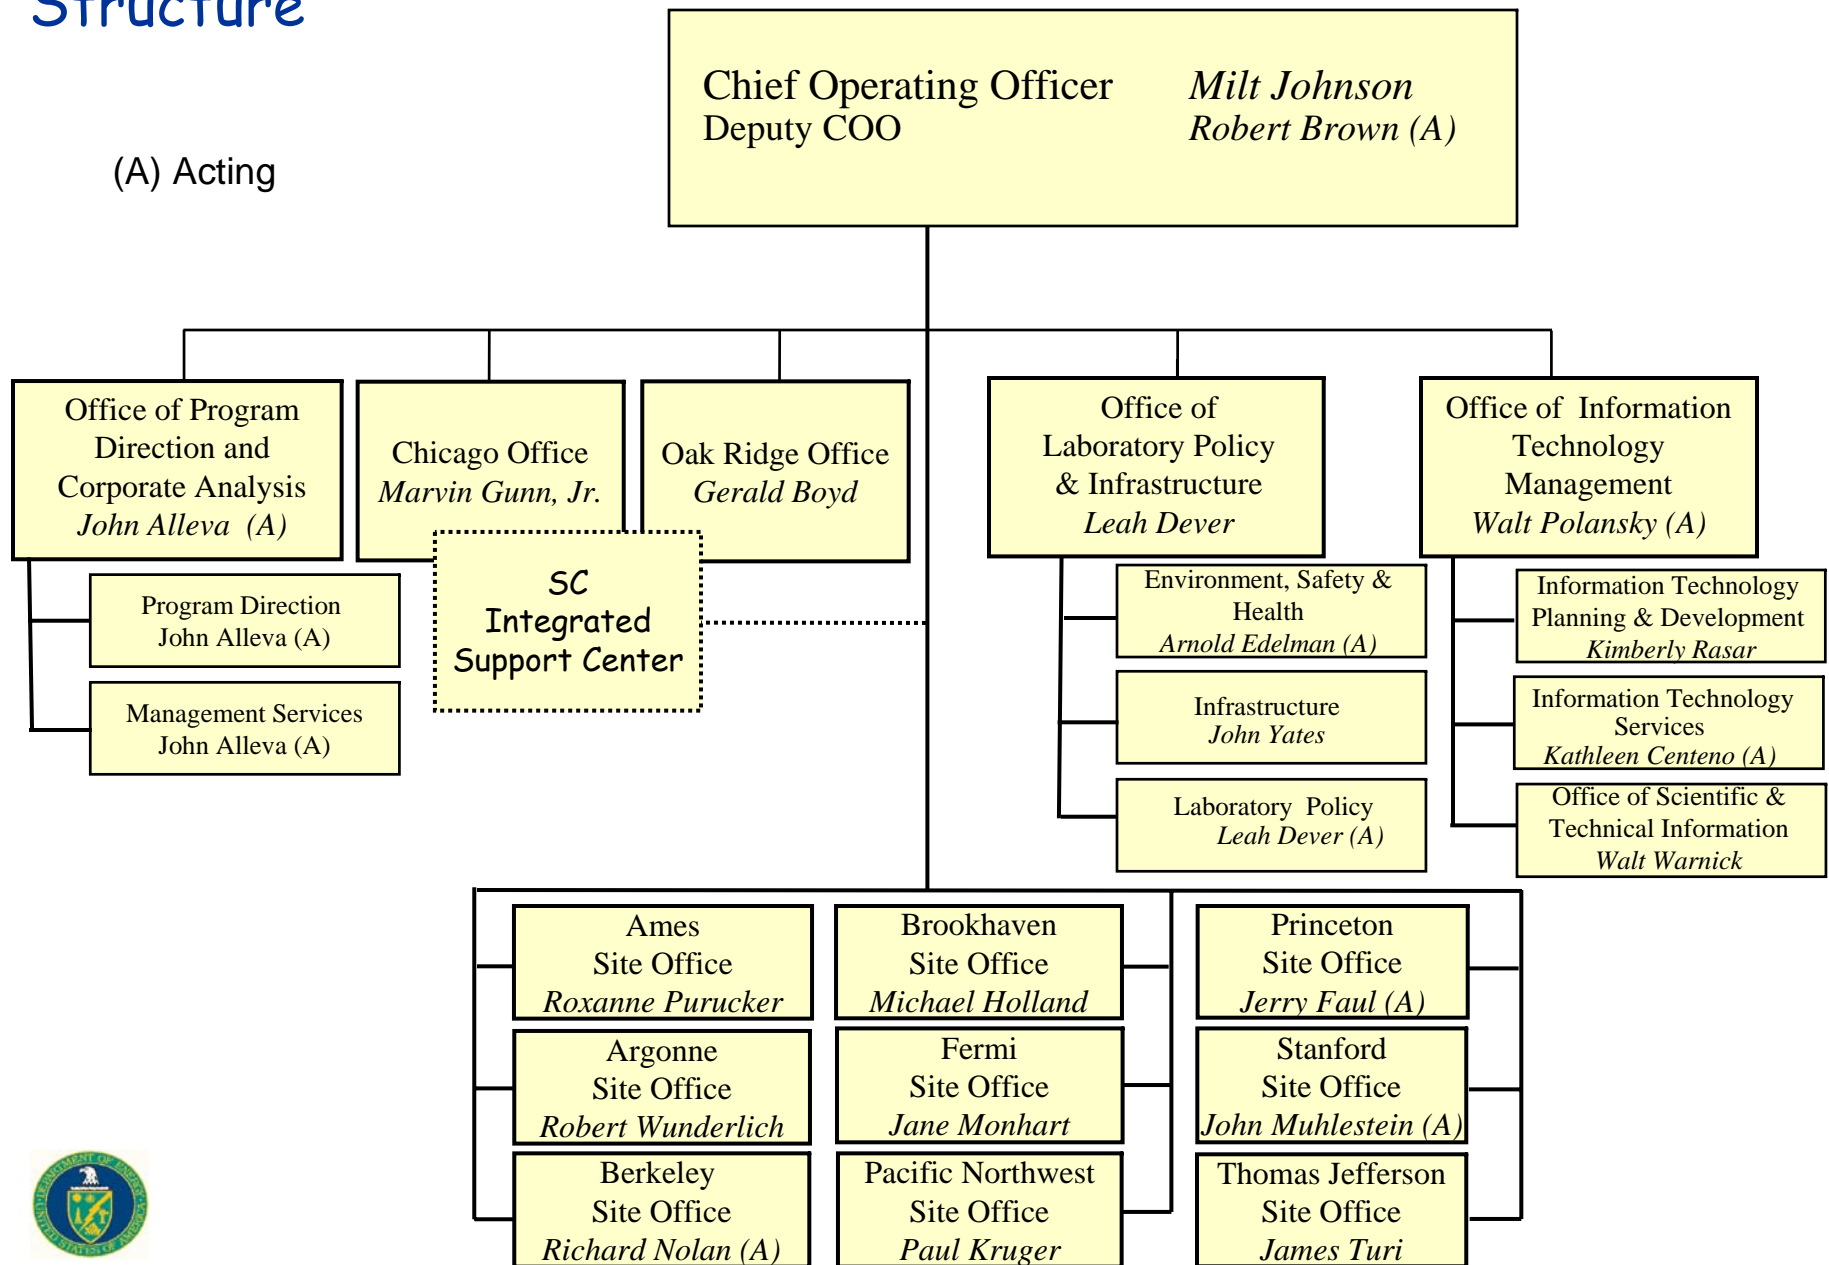 Structure
Chief Operating Officer Milt Johnson
Deputy COO Robert Brown (A)
(A) Acting
Office of Program
Direction and
Corporate Analysis
John Alleva (A)
Chicago Office
Marvin Gunn, Jr.
Oak Ridge Office
Gerald Boyd
Office of
Laboratory Policy
& Infrastructure
Leah Dever
Office of Information
Technology
Management
Walt Polansky (A)
SC
Integrated
Support Center
Program Direction
John Alleva (A)
Management Services
John Alleva (A)
Environment, Safety &
Health
Arnold Edelman (A)
Infrastructure
John Yates
Laboratory Policy
Leah Dever (A)
Information Technology
Planning & Development
Kimberly Rasar
Information Technology
Services
Kathleen Centeno (A)
Office of Scientific &
Technical Information
Walt Warnick
Ames
Site Office
Roxanne Purucker
Argonne
Site Office
Robert Wunderlich
Berkeley
Site Office
Richard Nolan (A)
Brookhaven
Site Office
Michael Holland
Fermi
Site Office
Jane Monhart
Pacific Northwest
Site Office
Paul Kruger
Princeton
Site Office
Jerry Faul (A)
Stanford
Site Office
John Muhlestein (A)
Thomas Jefferson
Site Office
James Turi
DEPARTMENT OF ENERGY
UNITED STATES OF AMERICA